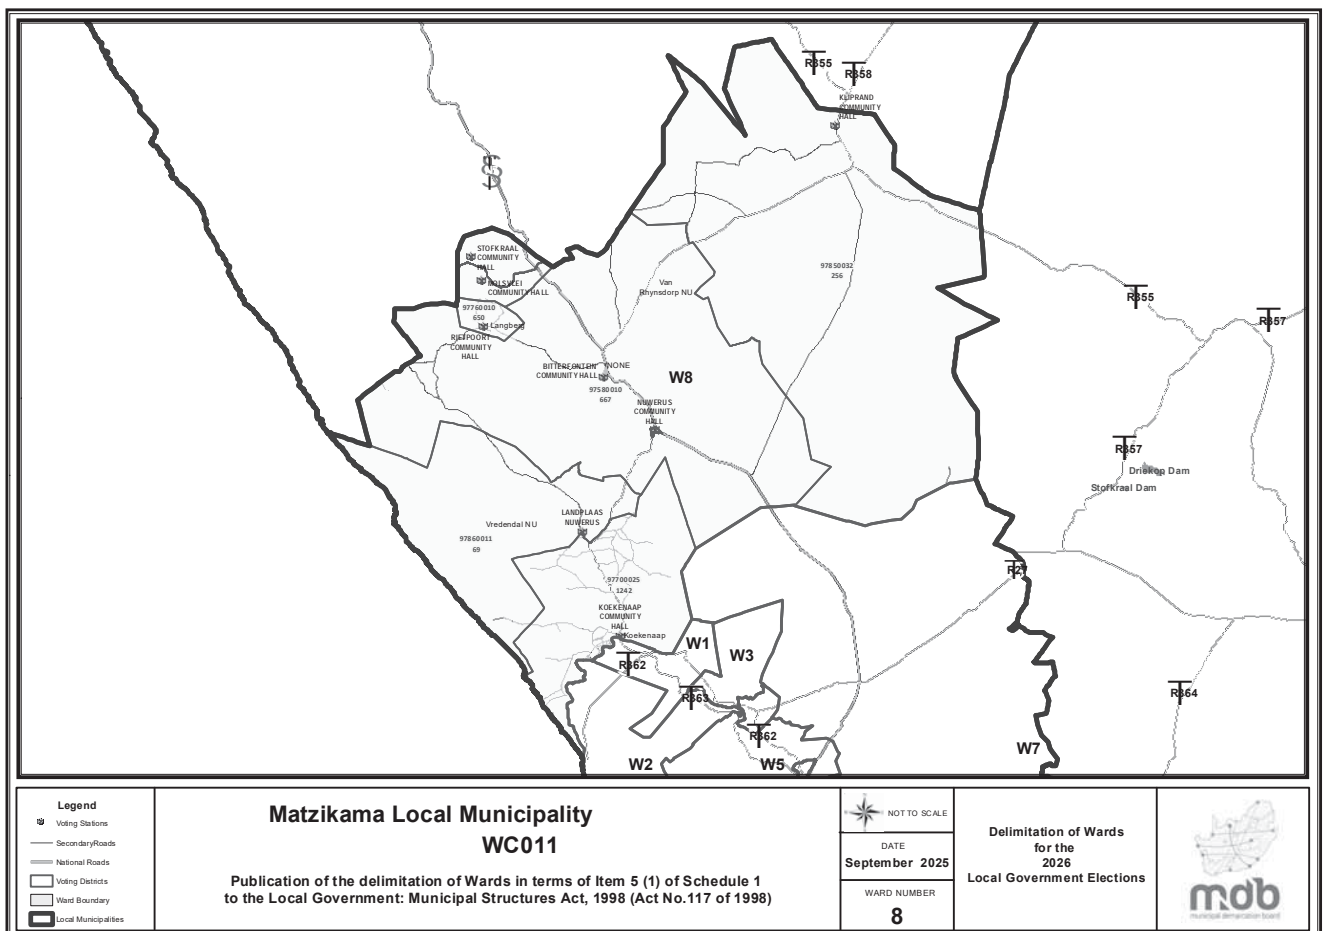 R355
R358
KLIPRAND
COMMUNITY
HALL
STOFKRAAL
COMMUNITY
HALL
MOLSVLEI
COMMUNITY HALL
97760010
650
Langberg
RIETPOORT
COMMUNITY
HALL
BITTERFONTEIN
COMMUNITY HALL
NONE
97580010
667
Van
Rhynsdorp NU
97850032
256
W8
NUWERUS
COMMUNITY
HALL
R355
R357
R357
Driekop Dam
Stofkraal Dam
LANDPLAAS
NUWERUS
Vredendal NU
97860011
69
97700025
1242
KOEKENAAP
COMMUNITY
HALL
Koekenaap
R27
W1
W3
R362
R363
R362
R364
W2
W5
W7
Legend
Voting Stations
SecondaryRoads
National Roads
Voting Districts
Ward Boundary
Local Municipalities
Matzikama Local Municipality
WC011
Publication of the delimitation of Wards in terms of Item 5 (1) of Schedule 1
to the Local Government: Municipal Structures Act, 1998 (Act No.117 of 1998)
NOT TO SCALE
DATE
September 2025
WARD NUMBER
8
Delimitation of Wards
for the
2026
Local Government Elections
mdb
municipal demarcation board